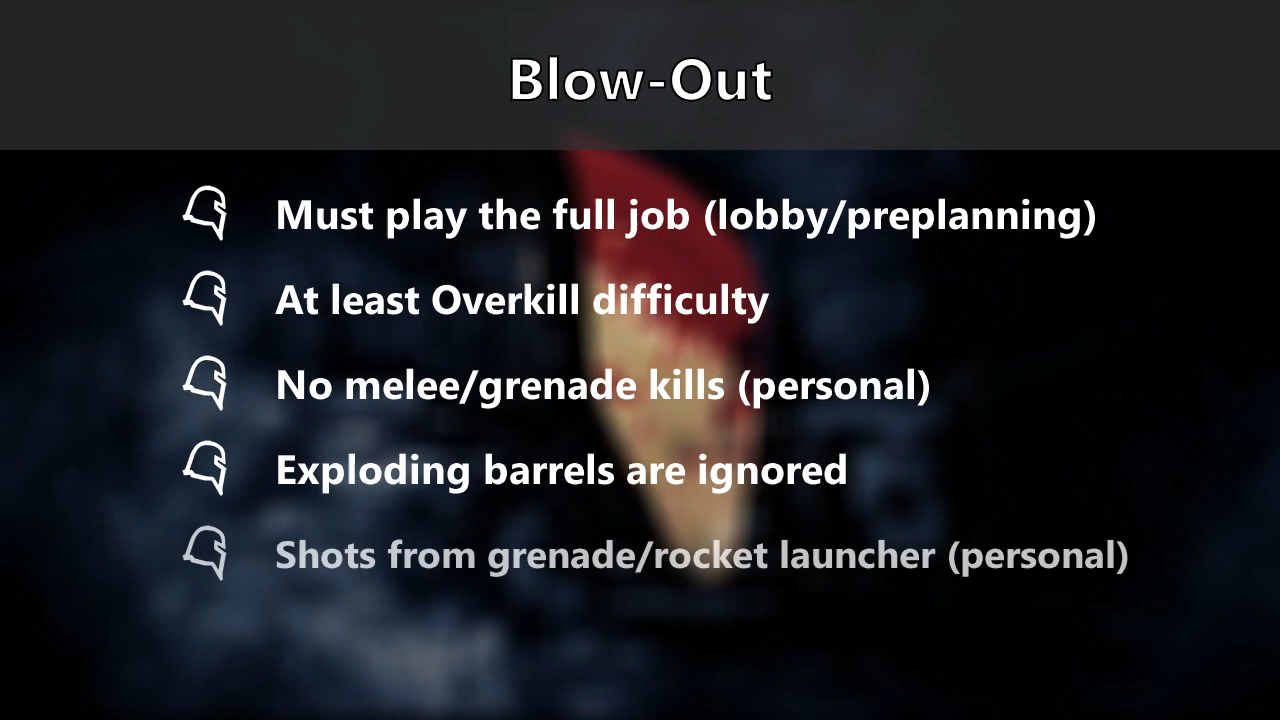 Blow-Out
Must play the full job (lobby/preplanning)
At least Overkill difficulty
No melee/grenade kills (personal)
Exploding barrels are ignored
Shots from grenade/rocket launcher (personal)